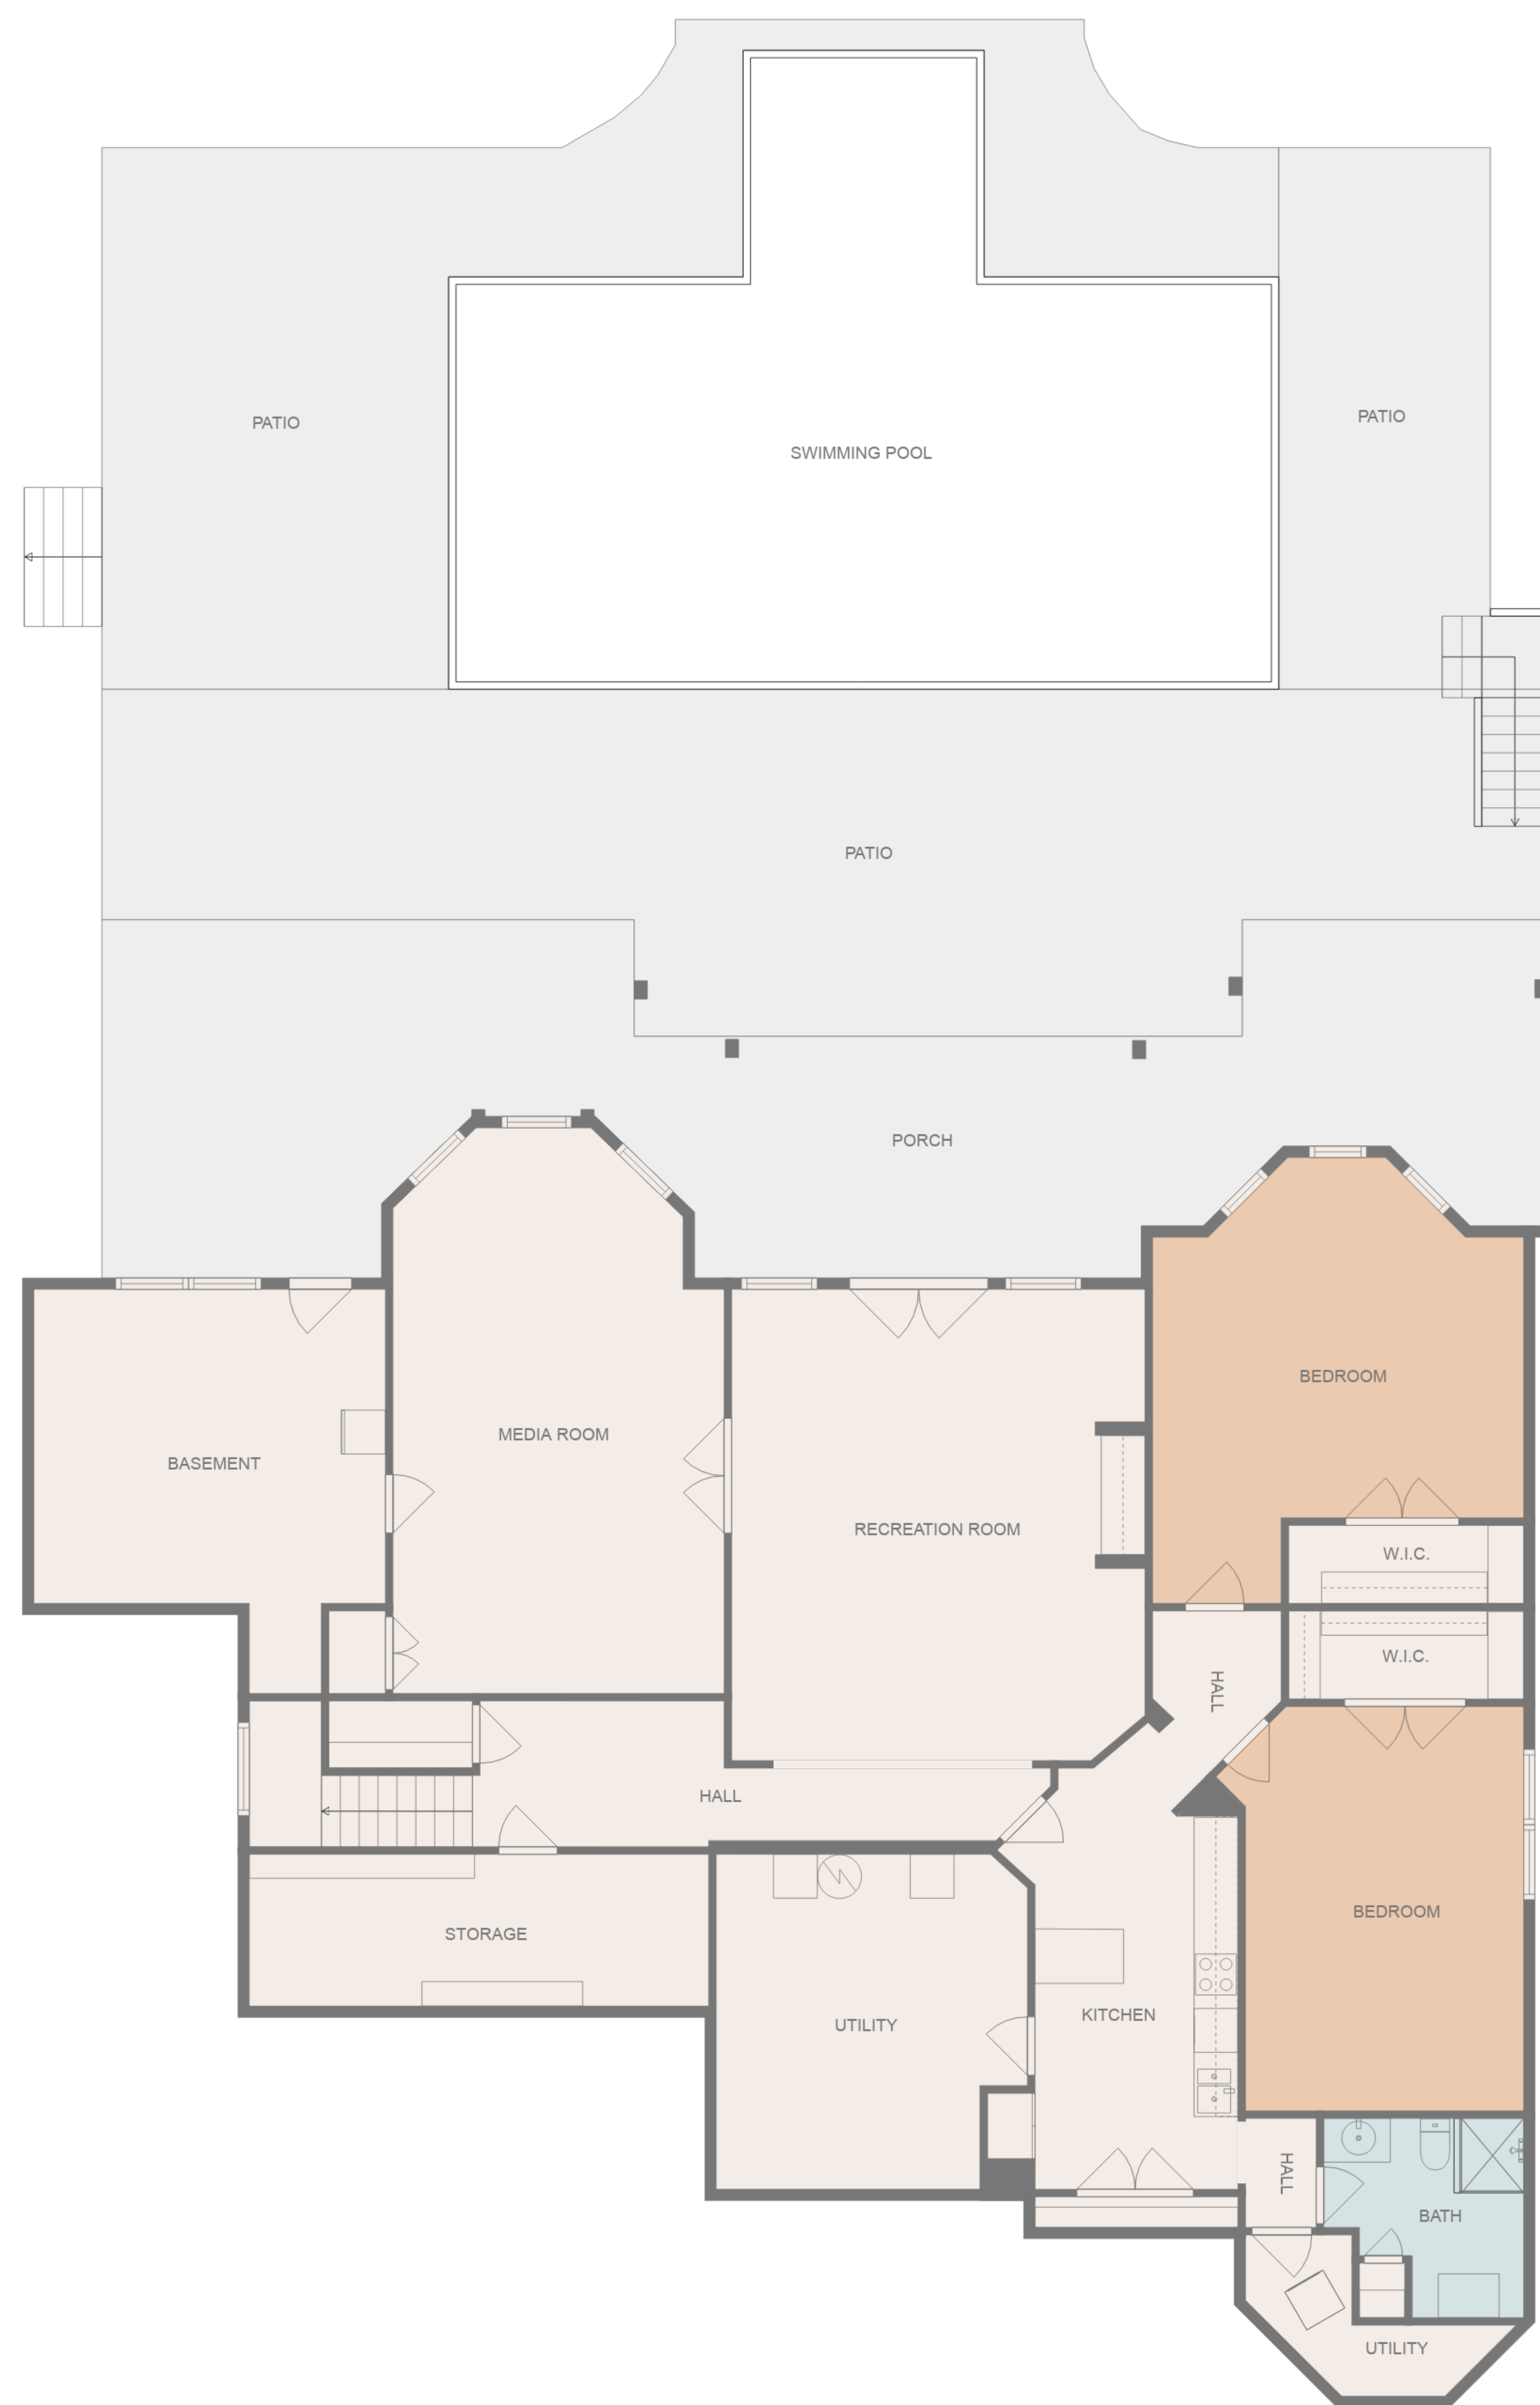 PATIO
PATIO
SWIMMING POOL
PATIO
PORCH
BEDROOM
MEDIA ROOM
BASEMENT
RECREATION ROOM
W.I.C.
W.I.C.
HALL
HALL
BEDROOM
STORAGE
KITCHEN
UTILITY
HALL
BATH
UTILITY